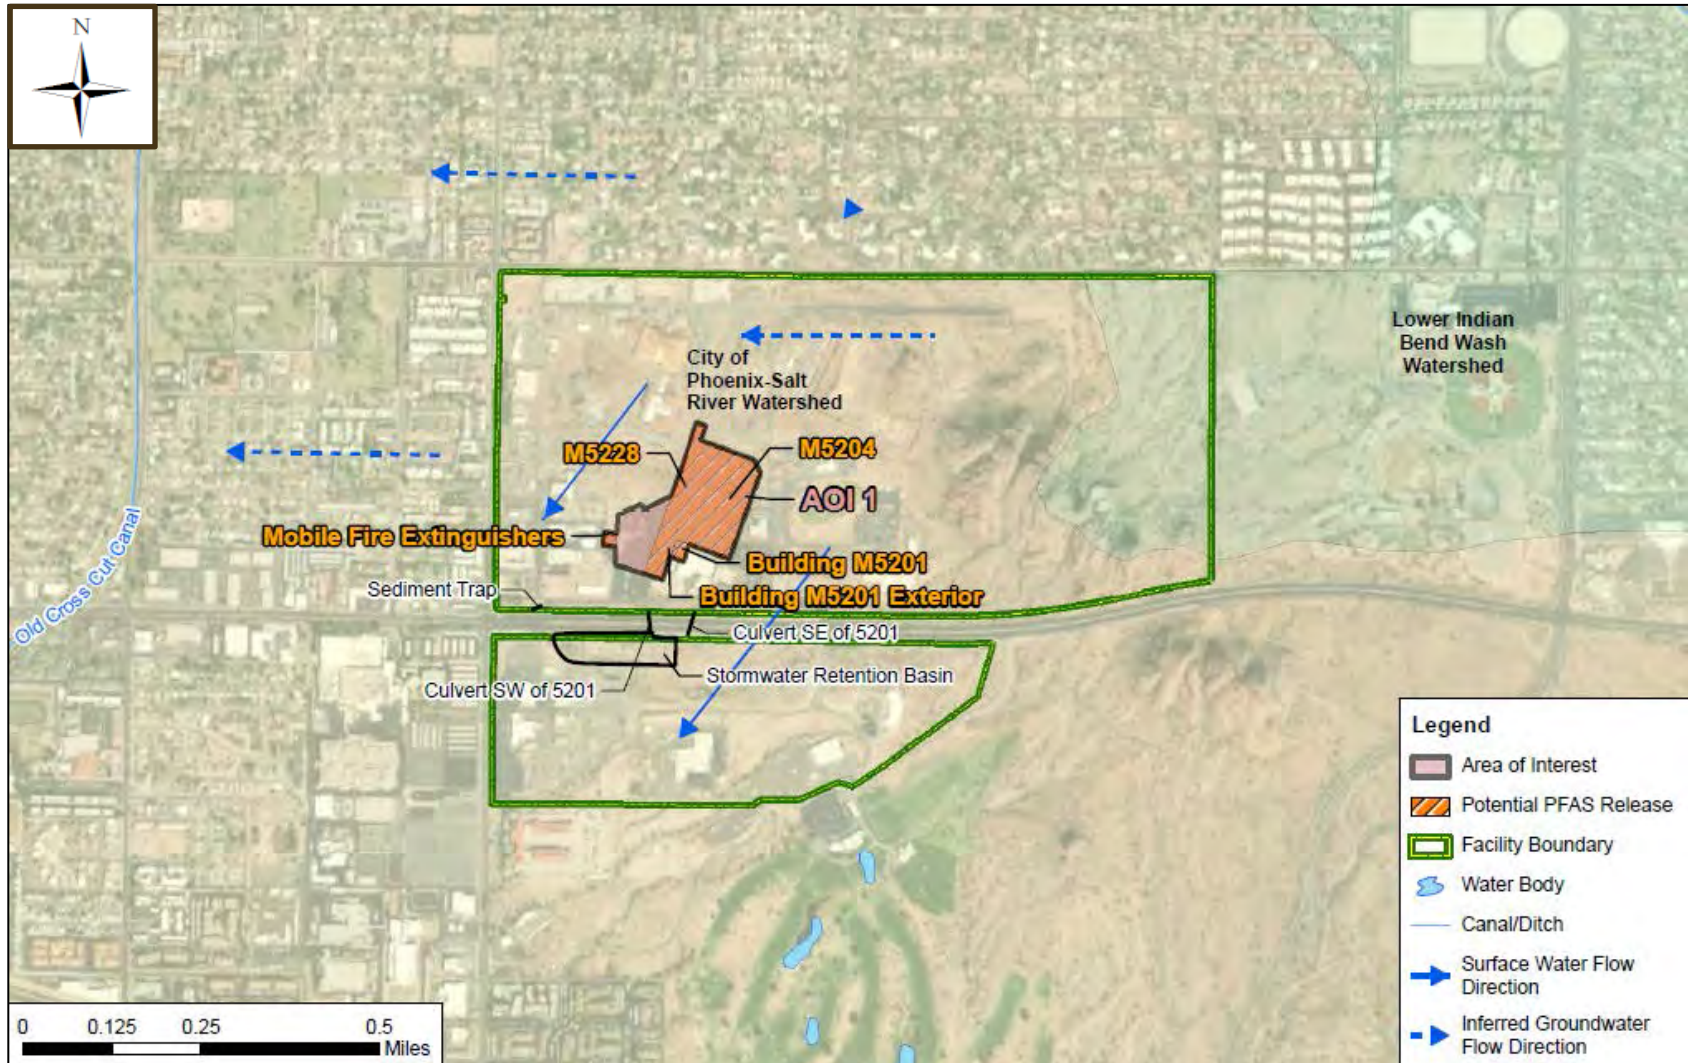 N
Lower Indian
Bend Wash
Watershed
City of
Phoenix-Salt
River Watershed
M5228
M5204
AOI 1
Mobile Fire Extinguishers
Building M5201
Building M5201 Exterior
Sediment Trap
Culvert SE of 5201
Culvert SW of 5201
Stormwater Retention Basin
Old Cross Cut Canal
Legend
Area of Interest
Potential PFAS Release
Facility Boundary
Water Body
Canal/Ditch
Surface Water Flow
Direction
Inferred Groundwater
Flow Direction
0 0.125 0.25 0.5
Miles